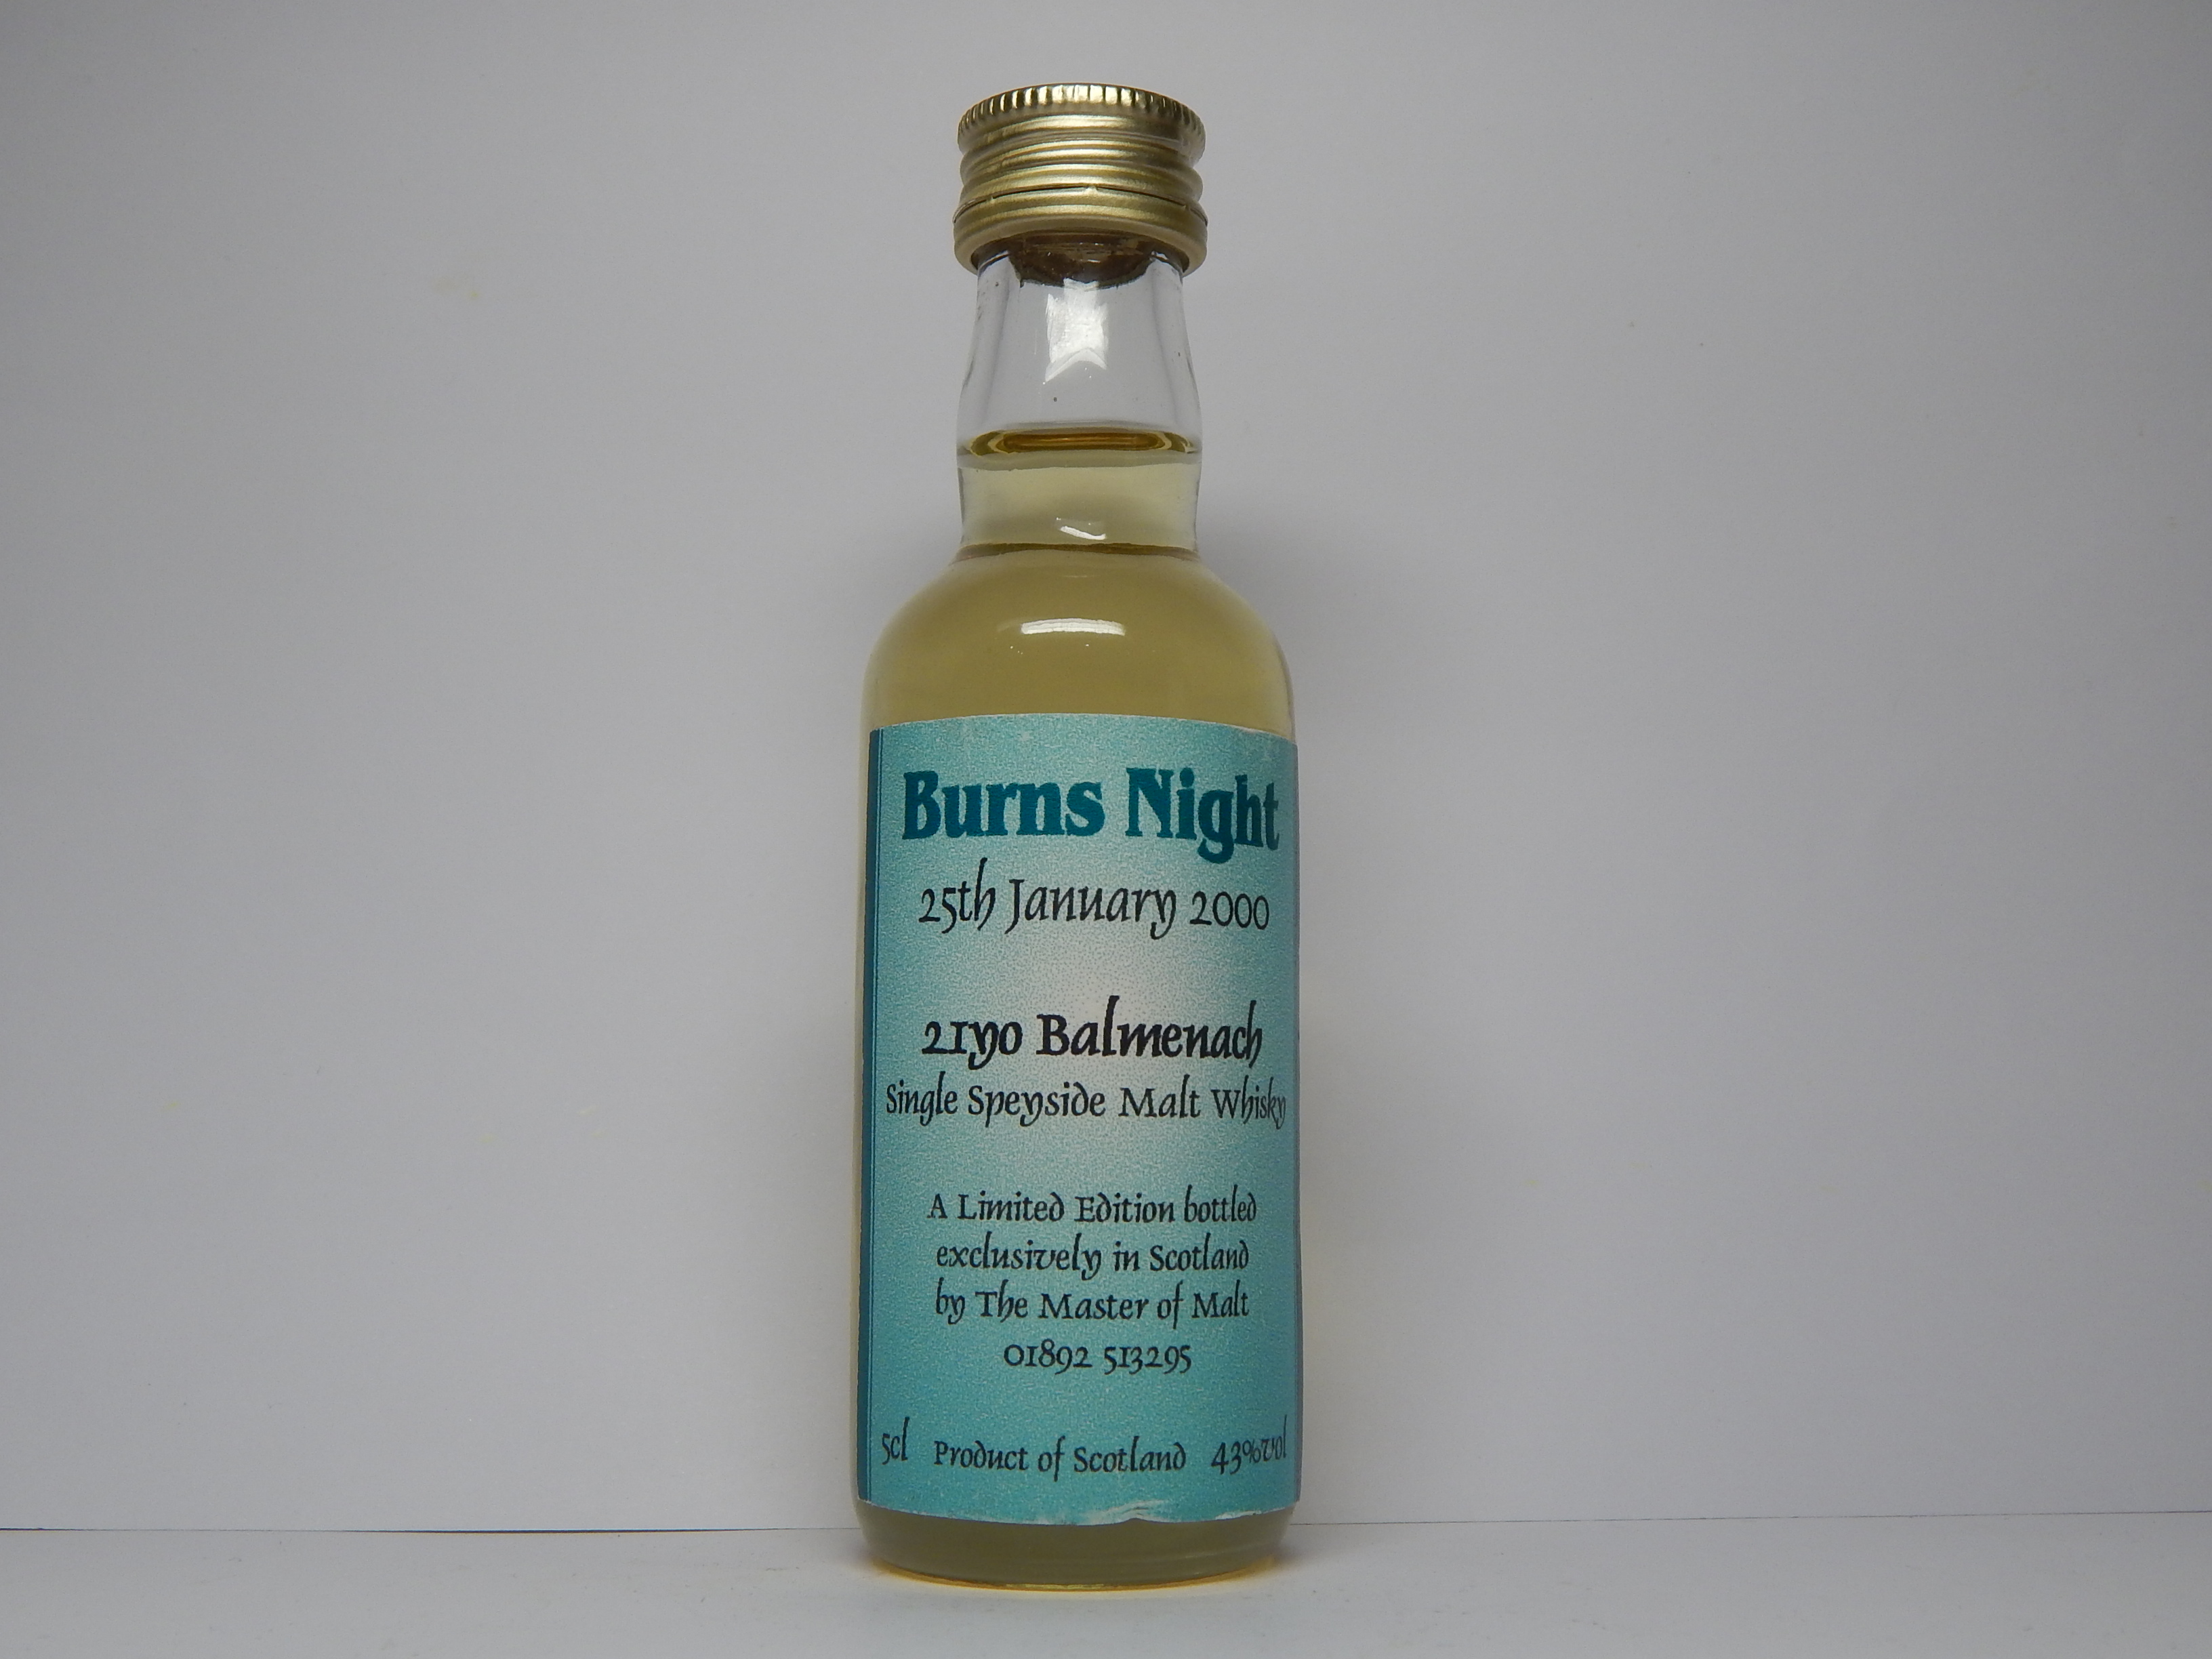 Burns Night
25th January 2000
21yo Balmenach
Single Speyside Malt Whisky
A Limited Edition bottled
exclusively in Scotland
by The Master of Malt
01892 513295
5cl Product of Scotland 43%vol